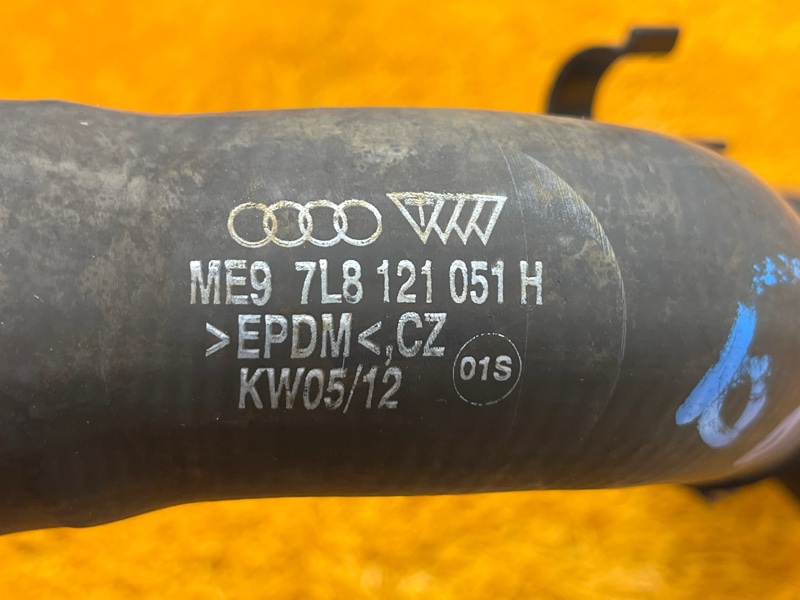 ME9 7L8 121 051 H
>EPDM<,CZ
KW05/12
01S